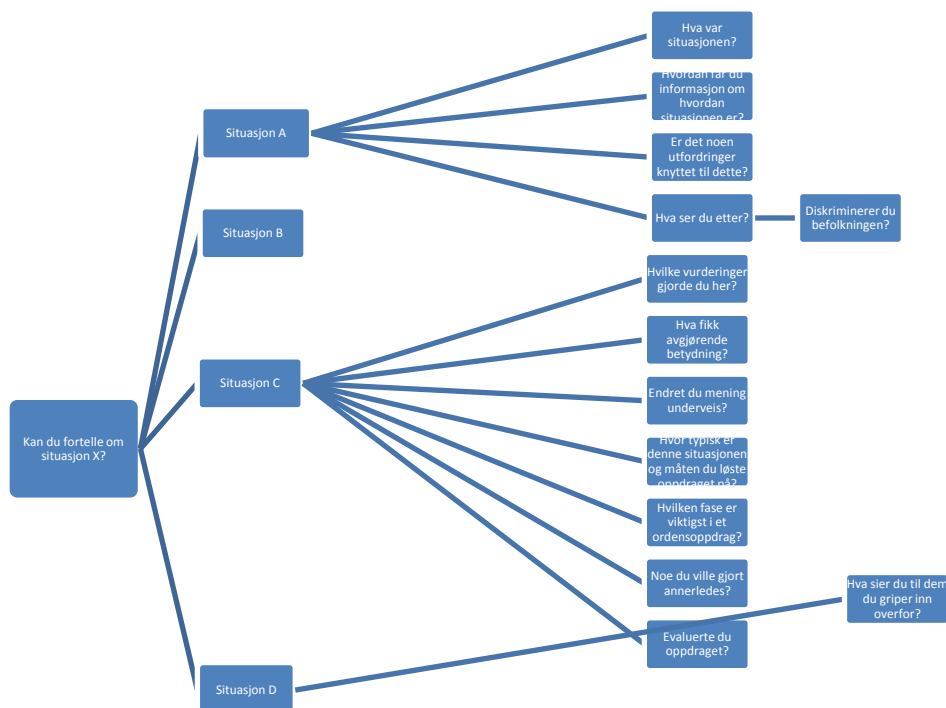 Kan du fortelle om
situasjon X?
Situasjon A
Hva var
situasjonen?
Hvordan får du
informasjon om
hvordan
situasjonen er?
Er det noen
utfordringer
knyttet til dette?
Hva ser du etter?
Diskriminerer du
befolkningen?
Situasjon B
Situasjon C
Hvilke vurderinger
gjorde du her?
Hva fikk
avgjørende
betydning?
Endret du mening
underveis?
Hvor typisk er
denne situasjonen
og måten du løste
oppdraget på?
Hvilken fase er
viktigst i et
ordensoppdrag?
Noe du ville gjort
annerledes?
Evaluerte du
oppdraget?
Situasjon D
Hva sier du til dem
du griper inn
overfor?